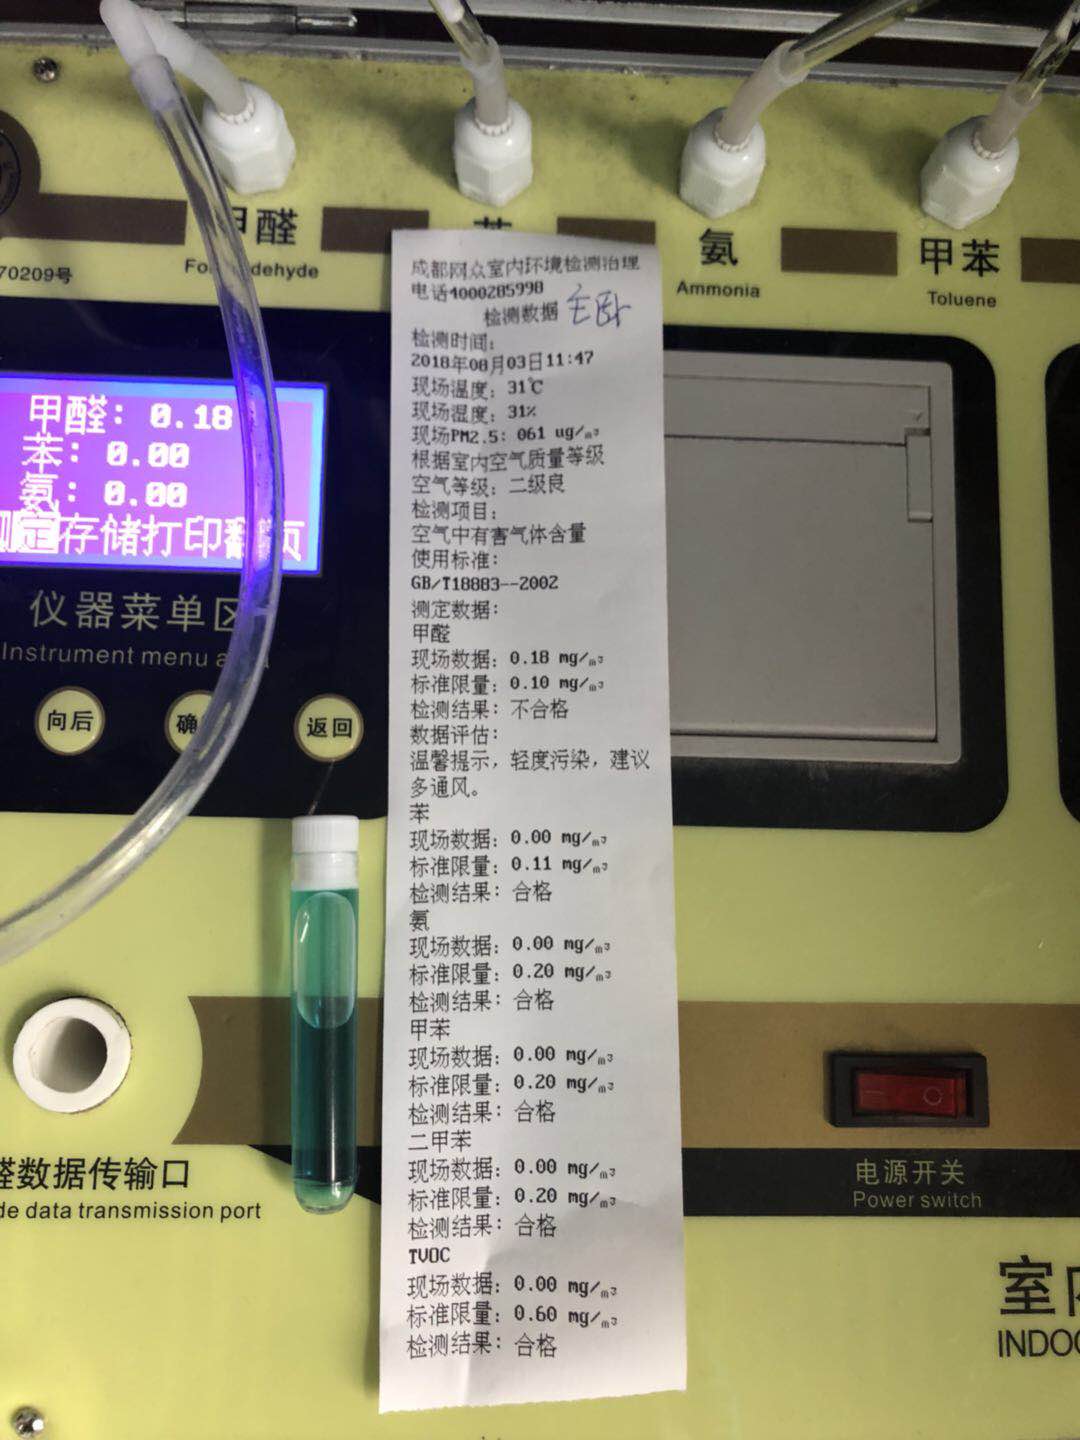 甲醛
Fo
dehyde
氨
Ammonia
甲苯
Toluene
70209号
成都网众室内环境检测治理
电话4000285998
检测数据 主卧
检测时间:
2018年08月03日11:47
现场温度: 31℃
现场湿度: 31%
现场PM2.5: 061 ug/m³
根据室内空气质量等级
空气等级: 二级良
检测项目:
空气中有害气体含量
使用标准:
GB/T18883--2002
测定数据:
甲醛
现场数据: 0.18 mg/m³
标准限量: 0.10 mg/m³
检测结果: 不合格
数据评估:
温馨提示, 轻度污染, 建议
多通风。
苯
现场数据: 0.00 mg/m³
标准限量: 0.11 mg/m³
检测结果: 合格
氨
现场数据: 0.00 mg/m³
标准限量: 0.20 mg/m³
检测结果: 合格
甲苯
现场数据: 0.00 mg/m³
标准限量: 0.20 mg/m³
检测结果: 合格
二甲苯
现场数据: 0.00 mg/m³
标准限量: 0.20 mg/m³
检测结果: 合格
TVOC
现场数据: 0.00 mg/m³
标准限量: 0.60 mg/m³
检测结果: 合格
甲醛: 0.18
苯: 0.00
氨: 0.00
测定存储打印翻页
仪器菜单区
Instrument menu a
向后
确
返回
醛数据传输口
de data transmission port
电源开关
Power switch
室内
INDOO